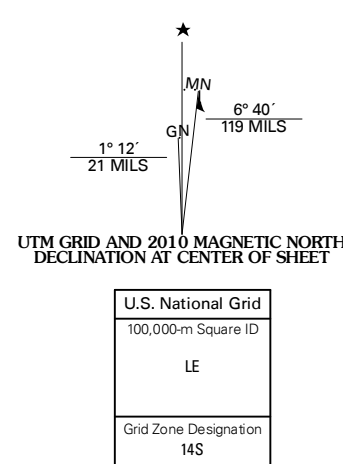 MN
6° 40´
119 MILS
GN
1° 12´
21 MILS
UTM GRID AND 2010 MAGNETIC NORTH
DECLINATION AT CENTER OF SHEET
U.S. National Grid
100,000-m Square ID
LE
Grid Zone Designation
14S